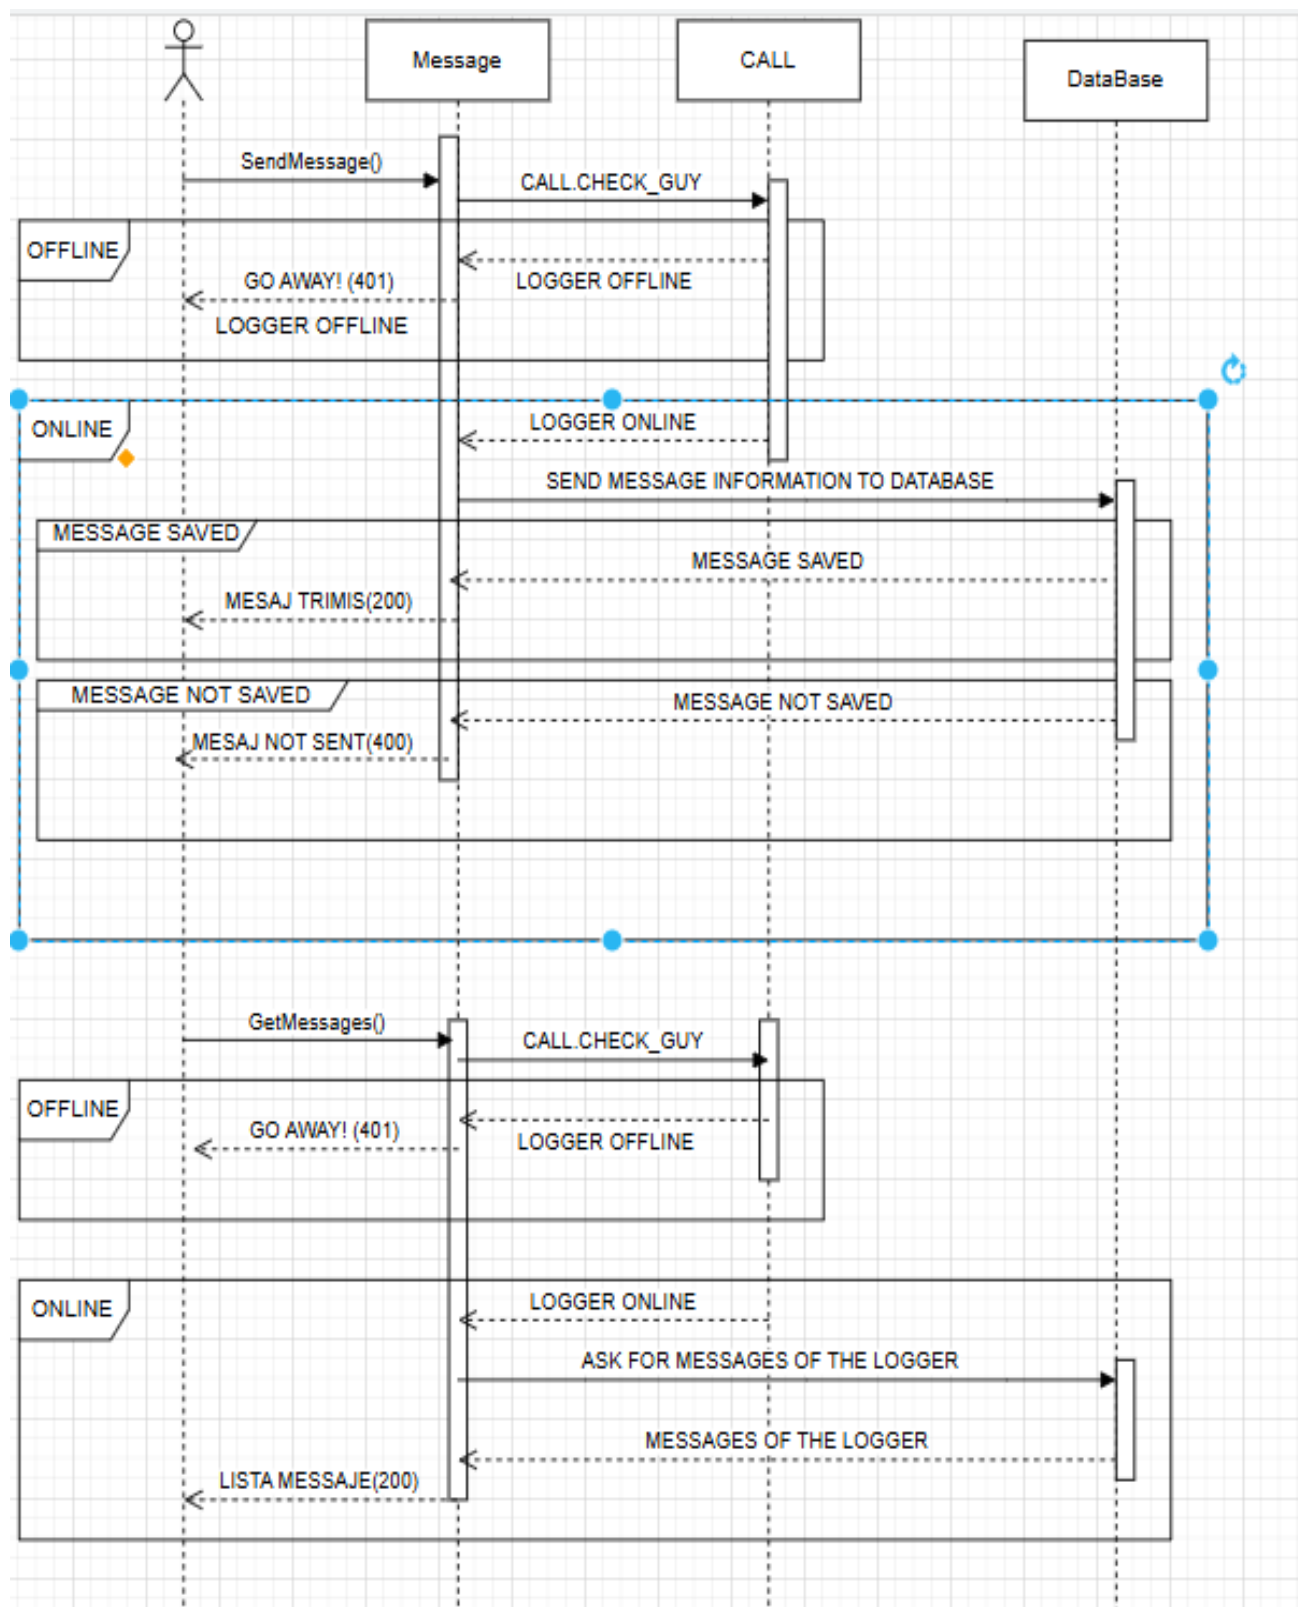 Message
CALL
DataBase
SendMessage()
CALL.CHECK_GUY
OFFLINE
GO AWAY! (401)
LOGGER OFFLINE
LOGGER OFFLINE
ONLINE
LOGGER ONLINE
SEND MESSAGE INFORMATION TO DATABASE
MESSAGE SAVED
MESSAGE SAVED
MESAJ TRIMIS(200)
MESSAGE NOT SAVED
MESSAGE NOT SAVED
MESAJ NOT SENT(400)
GetMessages()
CALL.CHECK_GUY
OFFLINE
GO AWAY! (401)
LOGGER OFFLINE
ONLINE
LOGGER ONLINE
ASK FOR MESSAGES OF THE LOGGER
MESSAGES OF THE LOGGER
LISTA MESSAJE(200)